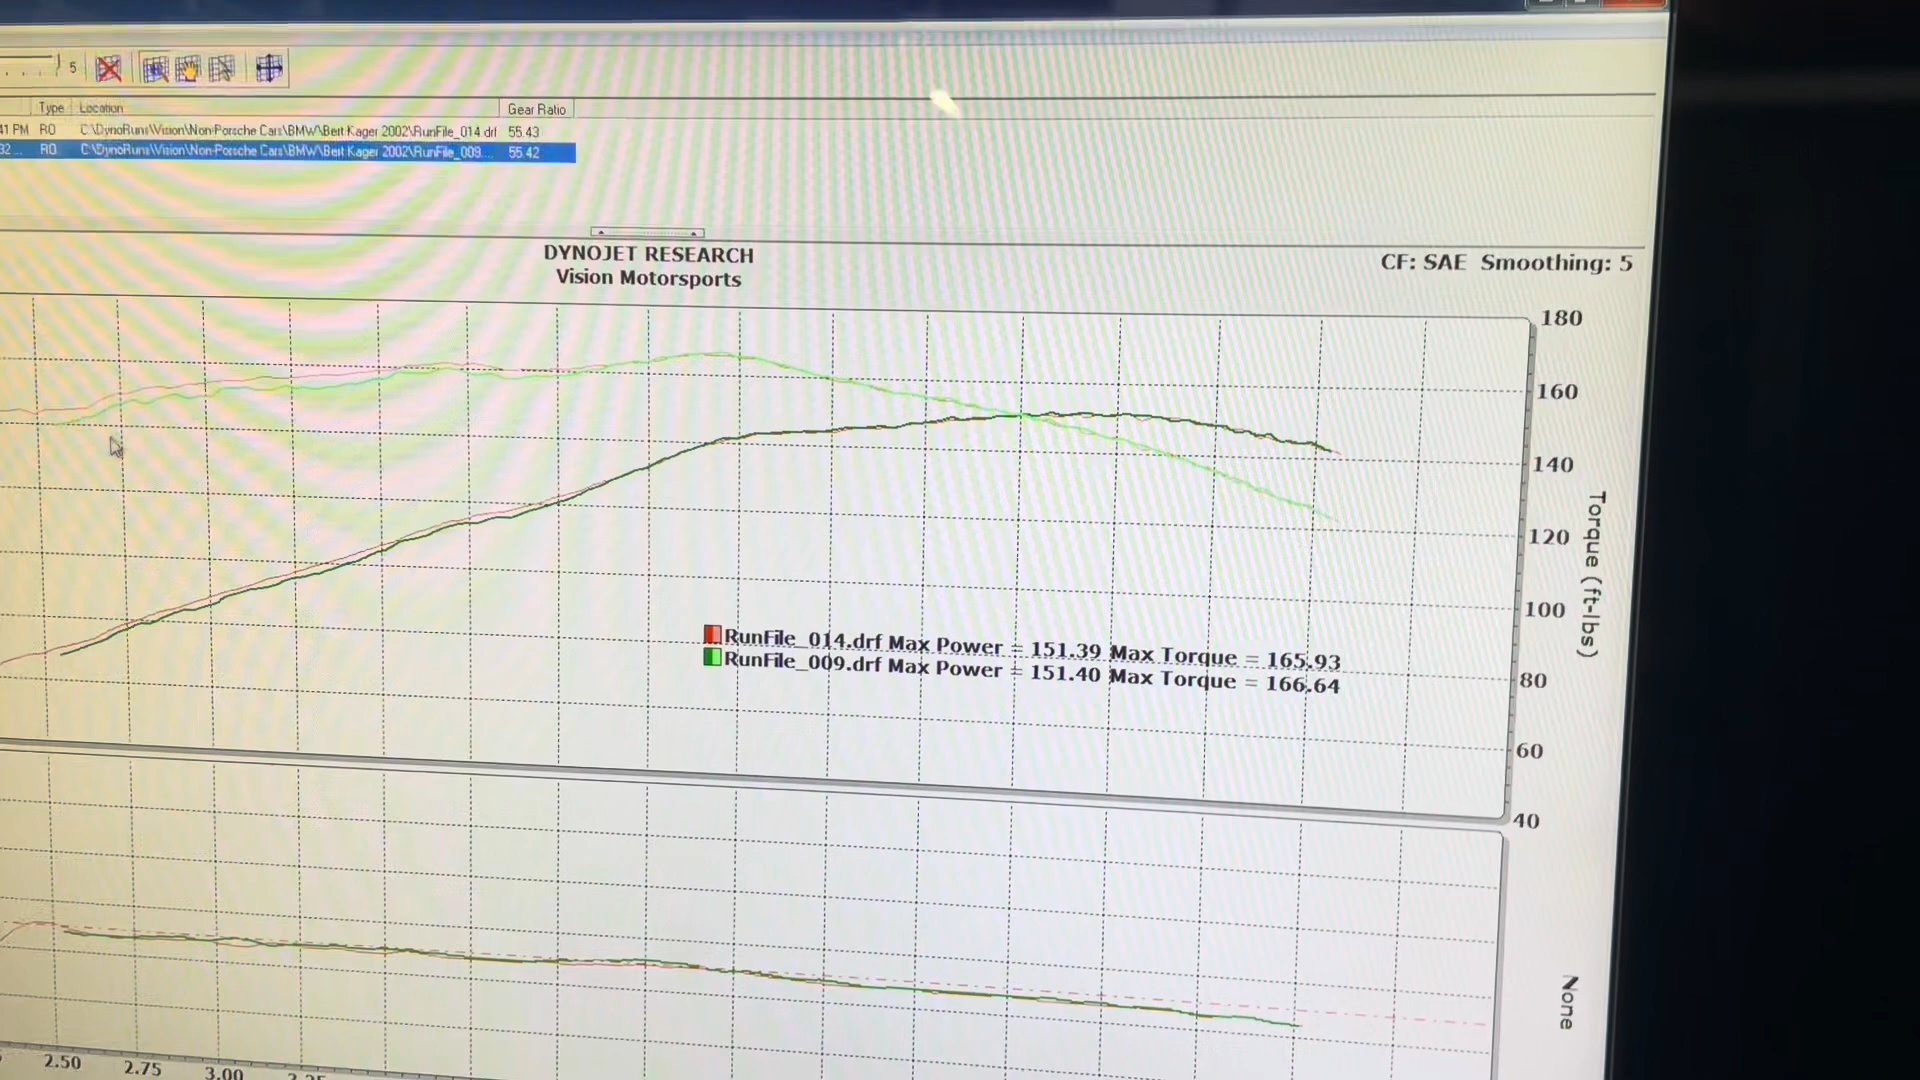 5
Type Location Gear Ratio
41 PM RO C:\DynoRuns\Vision\Non-Porsche Cars\BMW\Bert Kager 2002\RunFile_014.drf 55.43
32 ... RO C:\DynoRuns\Vision\Non-Porsche Cars\BMW\Bert Kager 2002\RunFile_009.... 55.42
DYNOJET RESEARCH
Vision Motorsports
CF: SAE Smoothing: 5
180
160
140
120
100
80
60
40
Torque (ft-lbs)
RunFile_014.drf Max Power = 151.39 Max Torque = 165.93
RunFile_009.drf Max Power = 151.40 Max Torque = 166.64
None
2.50
2.75
3.00